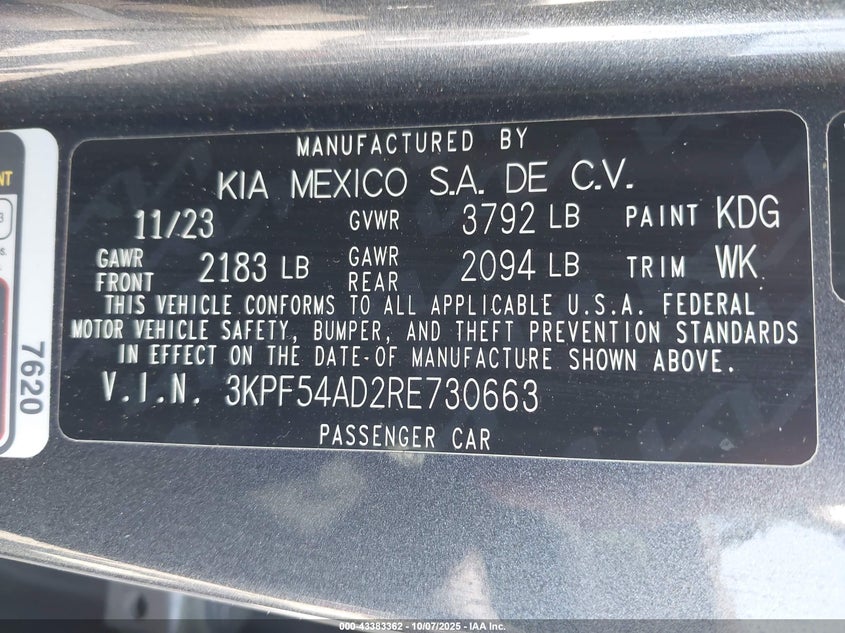 MANUFACTURED BY
KIA MEXICO S.A. DE C.V.
11/23 GVWR 3792 LB PAINT KDG
GAWR FRONT 2183 LB GAWR REAR 2094 LB TRIM WK
THIS VEHICLE CONFORMS TO ALL APPLICABLE U.S.A. FEDERAL
MOTOR VEHICLE SAFETY, BUMPER, AND THEFT PREVENTION STANDARDS
IN EFFECT ON THE DATE-OF MANUFACTURE SHOWN ABOVE.
V.I.N. 3KPF54AD2RE730663
PASSENGER CAR
7620
000-43383362 - 10/07/2025 - IAA Inc.